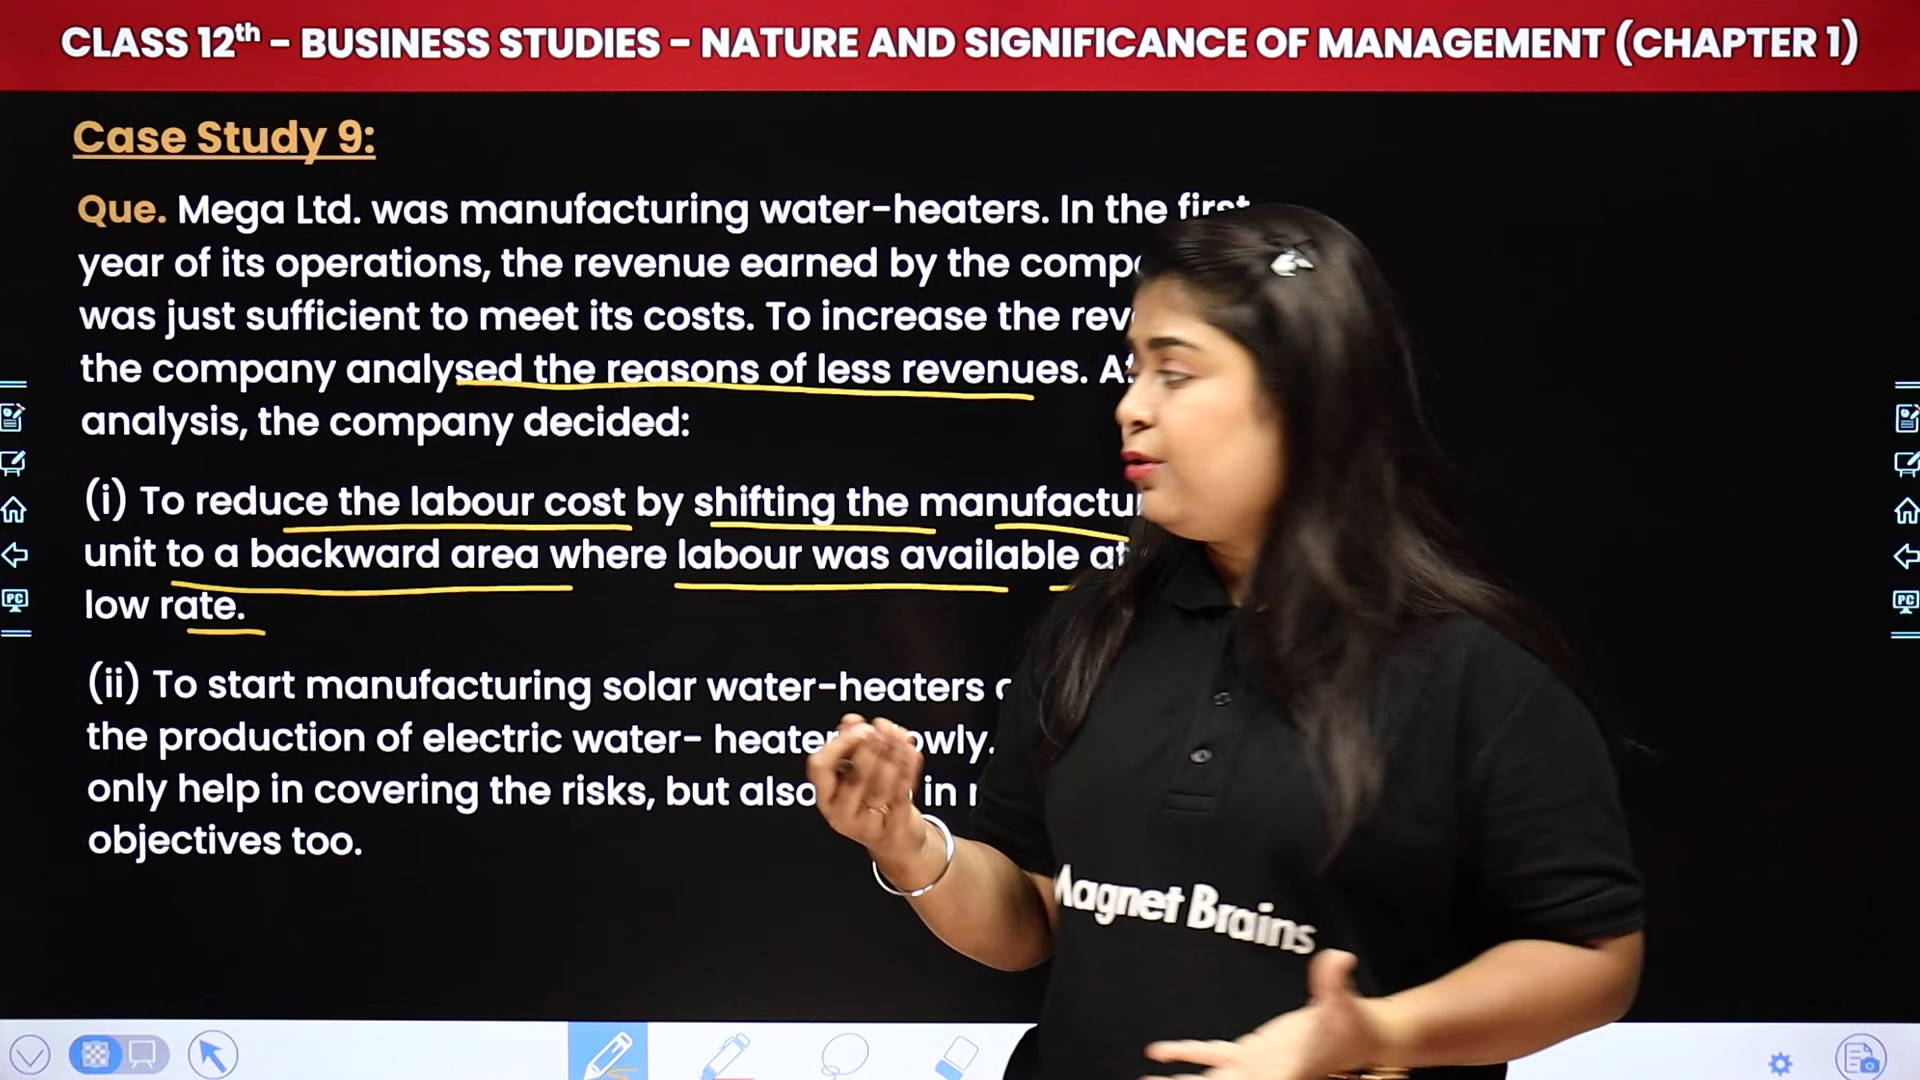 CLASS 12th - BUSINESS STUDIES - NATURE AND SIGNIFICANCE OF MANAGEMENT (CHAPTER 1)
Case Study 9:
Que. Mega Ltd. was manufacturing water-heaters. In the first
year of its operations, the revenue earned by the
was just sufficient to meet its costs. To increase the
the company analysed the reasons of less revenues.
analysis, the company decided:
(i) To reduce the labour cost by shifting the
unit to a backward area where labour was available at
low rate.
(ii) To start manufacturing solar water-heaters
the production of electric water-
only help in covering the risks, but also in
objectives too.
Magnet Brains
PC
PC